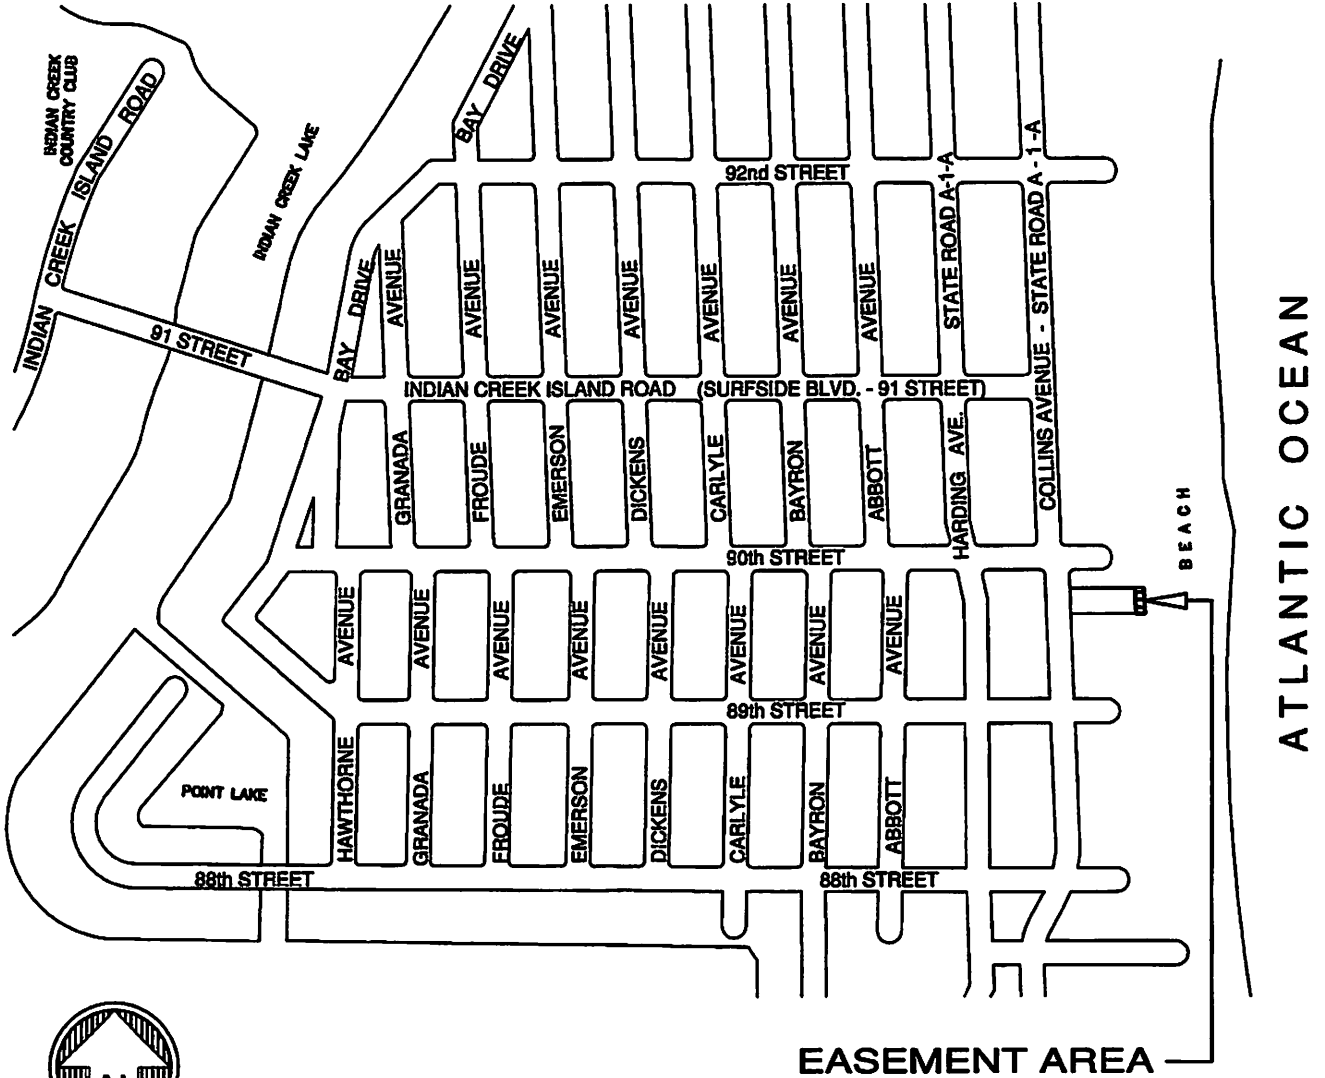 INDIAN CREEK
COUNTRY CLUB
INDIAN CREEK ISLAND ROAD
INDIAN CREEK LAKE
BAY DRIVE
92nd STREET
STATE ROAD A-1-A
COLLINS AVENUE - STATE ROAD A-1-A
91 STREET
BAY DRIVE
AVENUE
AVENUE
AVENUE
AVENUE
AVENUE
AVENUE
AVENUE
INDIAN CREEK ISLAND ROAD (SURFSIDE BLVD. - 91 STREET)
GRANADA
FROUDE
EMERSON
DICKENS
CARLYLE
BAYRON
ABBOTT
HARDING AVE.
90th STREET
BEACH
ATLANTIC OCEAN
AVENUE
AVENUE
AVENUE
AVENUE
AVENUE
AVENUE
AVENUE
AVENUE
89th STREET
POINT LAKE
HAWTHORNE
GRANADA
FROUDE
EMERSON
DICKENS
CARLYLE
BAYRON
ABBOTT
88th STREET
88th STREET
EASEMENT AREA